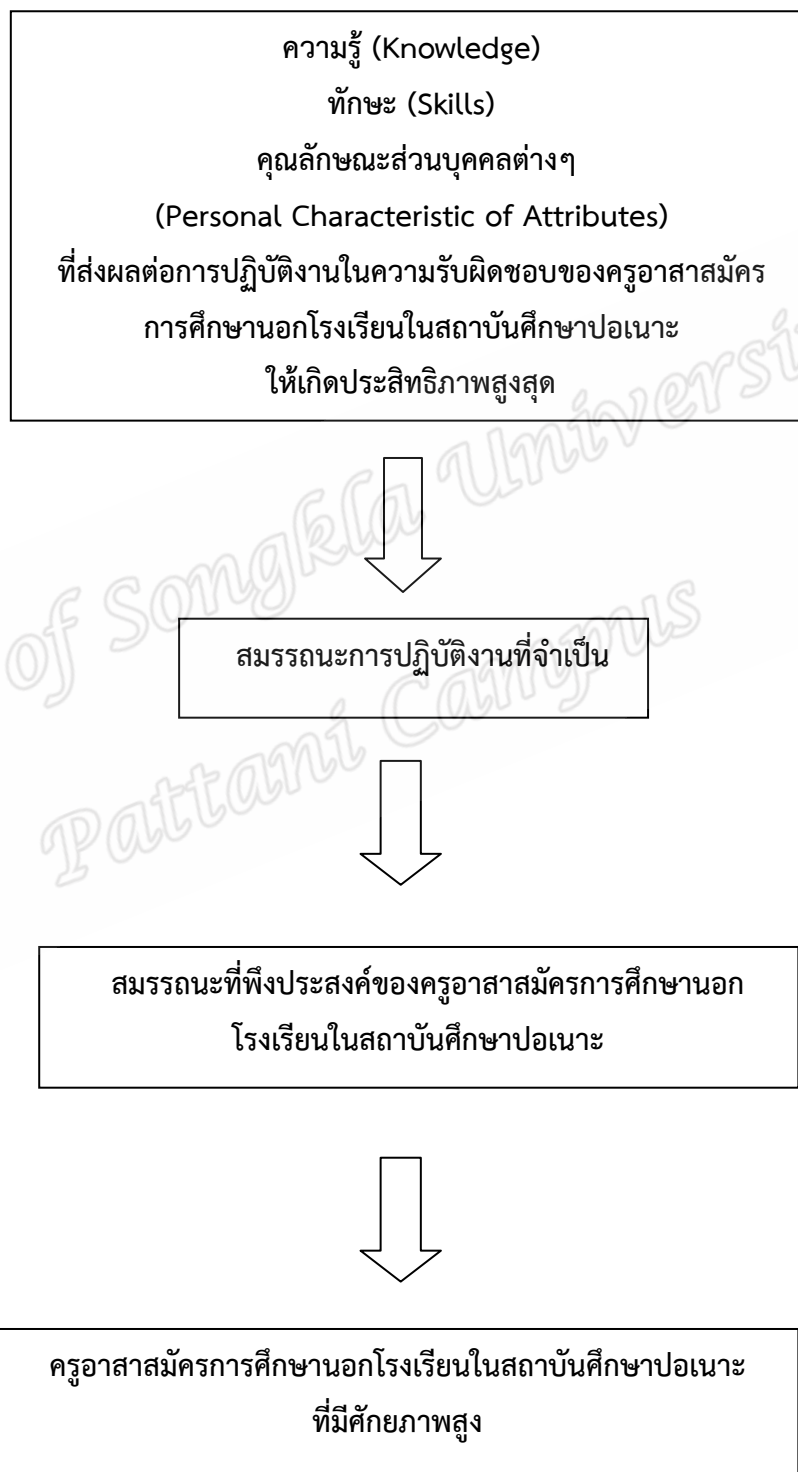 ความรู้ (Knowledge)
ทักษะ (Skills)
คุณลักษณะส่วนบุคคลต่างๆ
(Personal Characteristic of Attributes)
ที่ส่งผลต่อการปฏิบัติงานในความรับผิดชอบของครูอาสาสมัคร
การศึกษานอกโรงเรียนในสถาบันศึกษาปอเนาะ
ให้เกิดประสิทธิภาพสูงสุด
of Songkla Universi
สมรรถนะการปฏิบัติงานที่จำเป็น
Pattani Campus
สมรรถนะที่พึงประสงค์ของครูอาสาสมัครการศึกษานอก
โรงเรียนในสถาบันศึกษาปอเนาะ
ครูอาสาสมัครการศึกษานอกโรงเรียนในสถาบันศึกษาปอเนาะ
ที่มีศักยภาพสูง